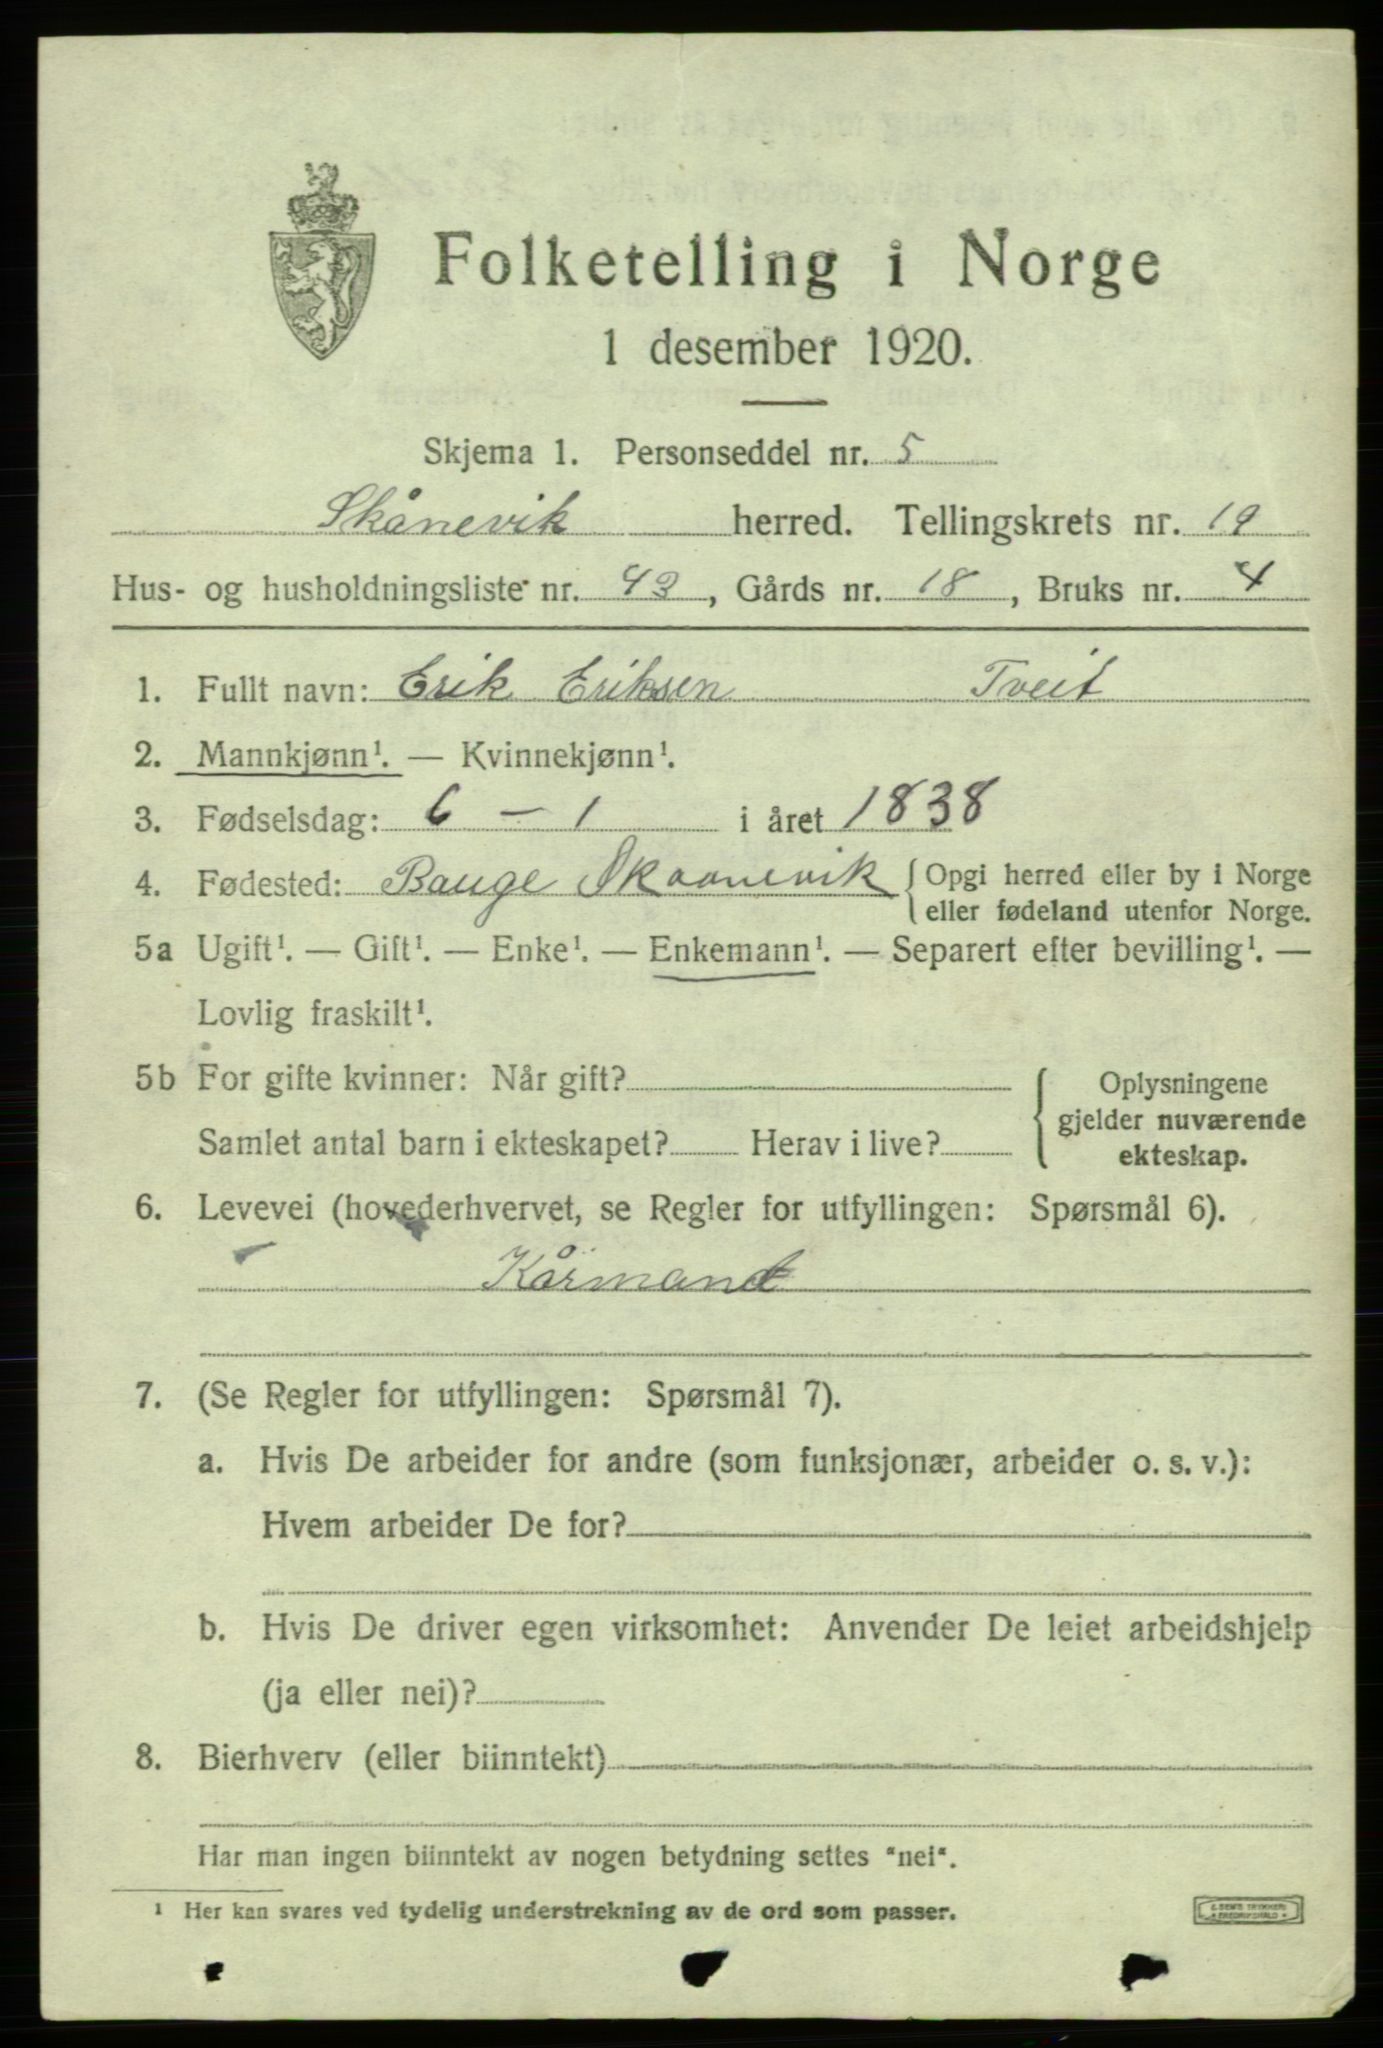 Folketelling i Norge
1 desember 1920.
Skjema 1. Personseddel nr. 5
Skånevik herred. Tellingskrets nr. 19
Hus- og husholdningsliste nr. 43, Gårds nr. 18, Bruks nr. 4
1. Fullt navn: Erik Eriksen Tveit
2. Mannkjønn¹. — Kvinnekjønn¹.
3. Fødselsdag: 6 – 1 i året 1838
4. Fødested: Bauge Skaanevik { Opgi herred eller by i Norge
eller fødeland utenfor Norge.
5a Ugift¹. — Gift¹. — Enke¹. — Enkemann¹. — Separert efter bevilling¹. —
Lovlig fraskilt¹.
5b For gifte kvinner: Når gift?
Samlet antal barn i ekteskapet? Herav i live?
{ Oplysningene
gjelder nuværende
ekteskap.
6. Levevei (hovederhvervet, se Regler for utfyllingen: Spørsmål 6).
Kårmand
7. (Se Regler for utfyllingen: Spørsmål 7).
a. Hvis De arbeider for andre (som funksjonær, arbeider o. s. v.):
Hvem arbeider De for?
b. Hvis De driver egen virksomhet: Anvender De leiet arbeidshjelp
(ja eller nei)?
8. Bierhverv (eller biinntekt)
Har man ingen biinntekt av nogen betydning settes "nei".
¹ Her kan svares ved tydelig understrekning av de ord som passer.